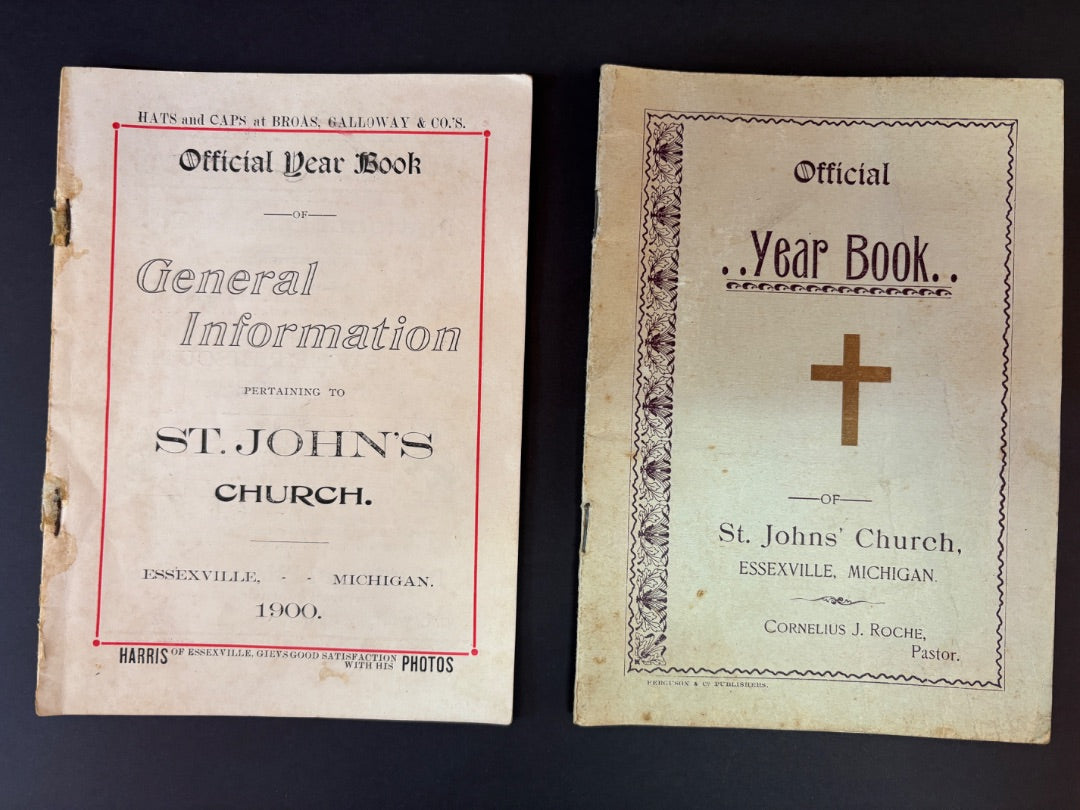 HATS and CAPS at BROAS, GALLOWAY & CO.'S.
Official Year Book
OF
General
Information
PERTAINING TO
ST. JOHN'S
CHURCH.
ESSEXVILLE, - - MICHIGAN.
1900.
HARRIS OF ESSEXVILLE, GIEVS GOOD SATISFACTION WITH HIS PHOTOS
Official
..Year Book..
OF
St. Johns' Church,
ESSEXVILLE, MICHIGAN.
CORNELIUS J. ROCHE,
Pastor.
FERGUSON & CO PUBLISHERS.